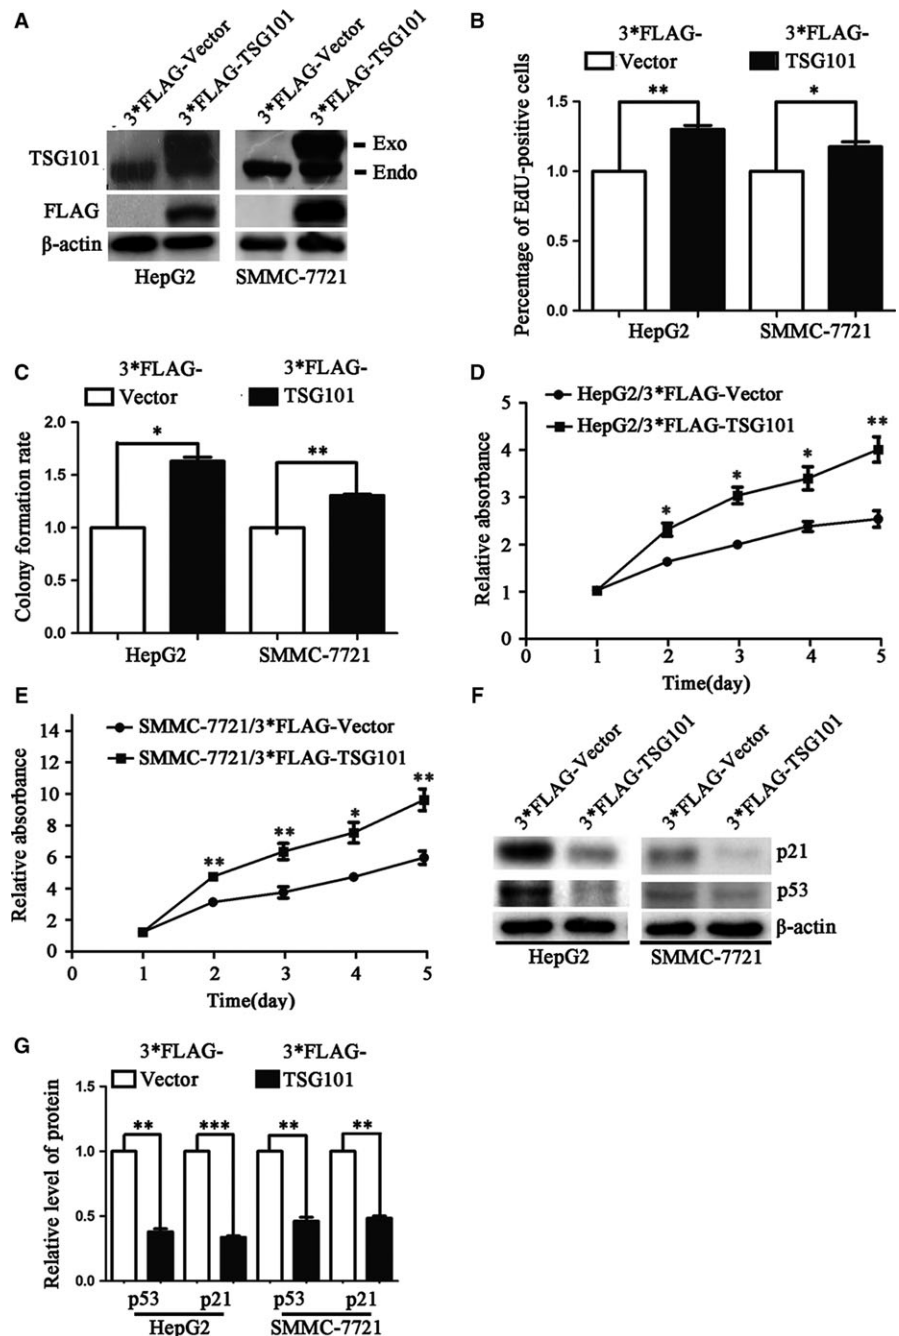 A
3*FLAG-Vector
3*FLAG-TSG101
3*FLAG-Vector
3*FLAG-TSG101
TSG101
Exo
Endo
FLAG
β-actin
HepG2
SMMC-7721
B
3*FLAG-
3*FLAG-
Vector
TSG101
Percentage of EdU-positive cells
1.5
1.0
0.5
0.0
**
*
HepG2
SMMC-7721
C
3*FLAG-
3*FLAG-
Vector
TSG101
Colony formation rate
2.0
1.5
1.0
0.5
0.0
*
**
HepG2
SMMC-7721
D
HepG2/3*FLAG-Vector
HepG2/3*FLAG-TSG101
Relative absorbance
5
4
3
2
1
0
*
*
*
**
0 1 2 3 4 5
Time(day)
E
SMMC-7721/3*FLAG-Vector
SMMC-7721/3*FLAG-TSG101
Relative absorbance
14
12
10
8
6
4
2
0
**
**
*
**
0 1 2 3 4 5
Time(day)
F
3*FLAG-Vector
3*FLAG-TSG101
3*FLAG-Vector
3*FLAG-TSG101
p21
p53
β-actin
HepG2
SMMC-7721
G
3*FLAG-
3*FLAG-
Vector
TSG101
Relative level of protein
1.5
1.0
0.5
0.0
** *** ** **
p53 p21 p53 p21
HepG2
SMMC-7721